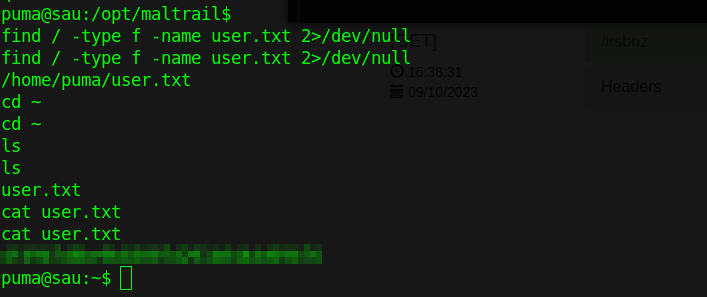 puma@sau:/opt/maltrail$
find / -type f -name user.txt 2>/dev/null
find / -type f -name user.txt 2>/dev/null
/home/puma/user.txt
cd ~
cd ~
ls
ls
user.txt
cat user.txt
cat user.txt
puma@sau:~$
ET]
16:38:31
09/10/2023
/irsbnz
Headers